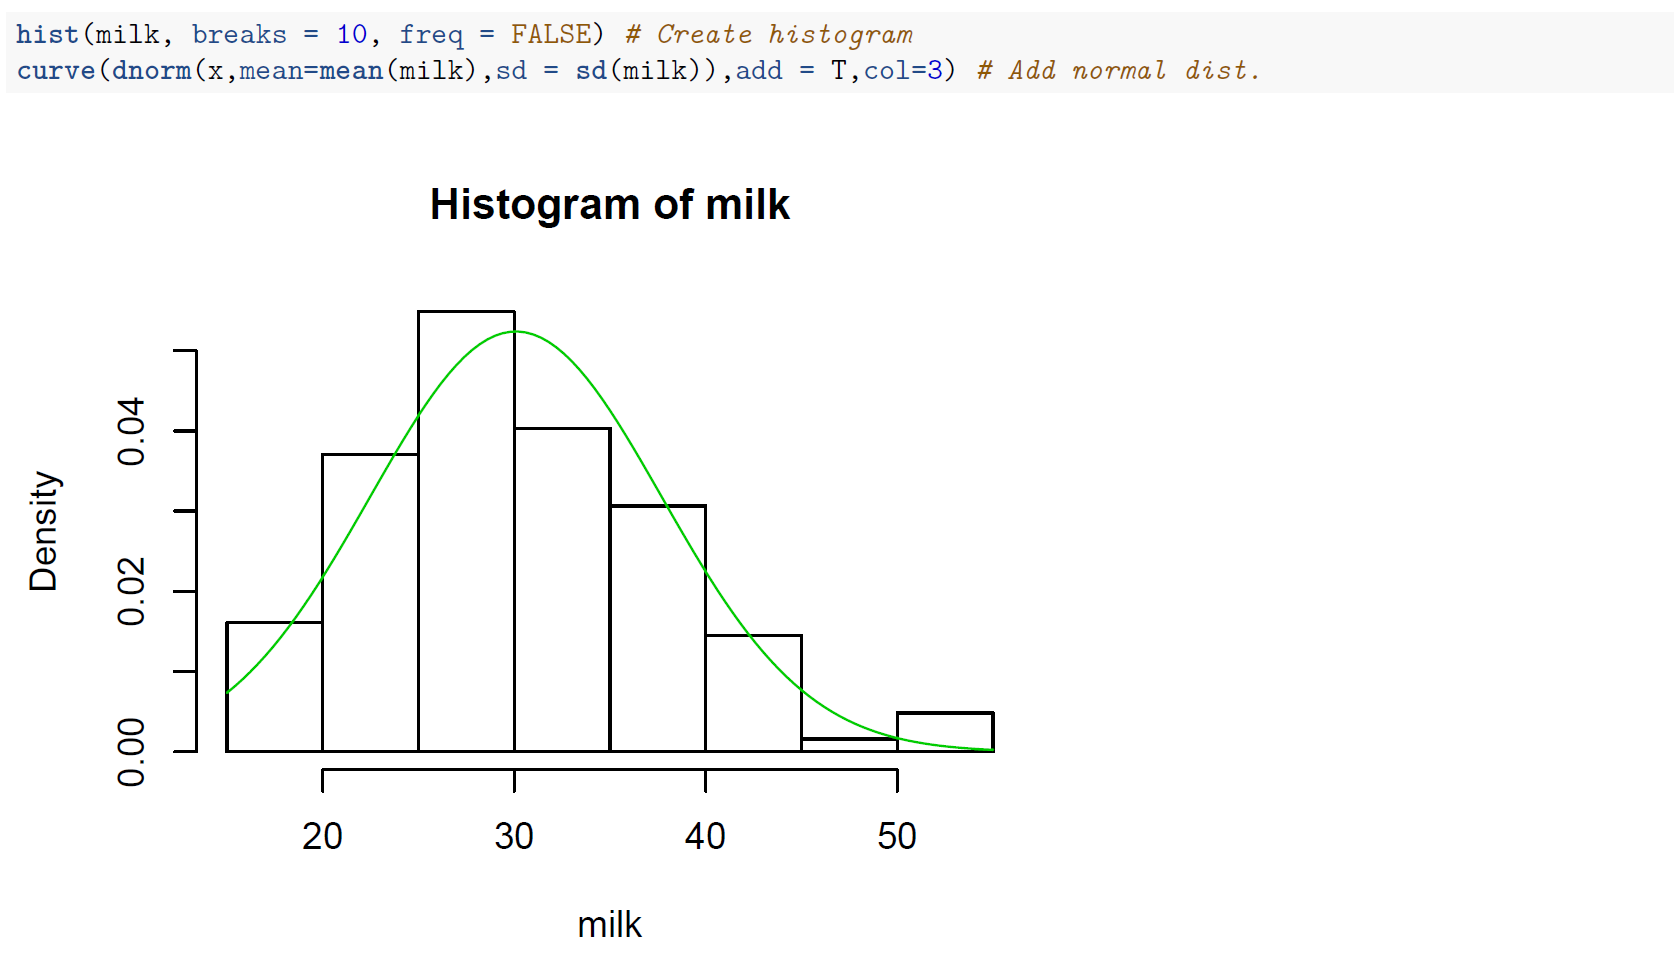 hist(milk, breaks = 10, freq = FALSE) # Create histogram
curve(dnorm(x,mean=mean(milk),sd = sd(milk)),add = T,col=3) # Add normal dist.
Histogram of milk
Density
0.04
0.02
0.00
20 30 40 50
milk